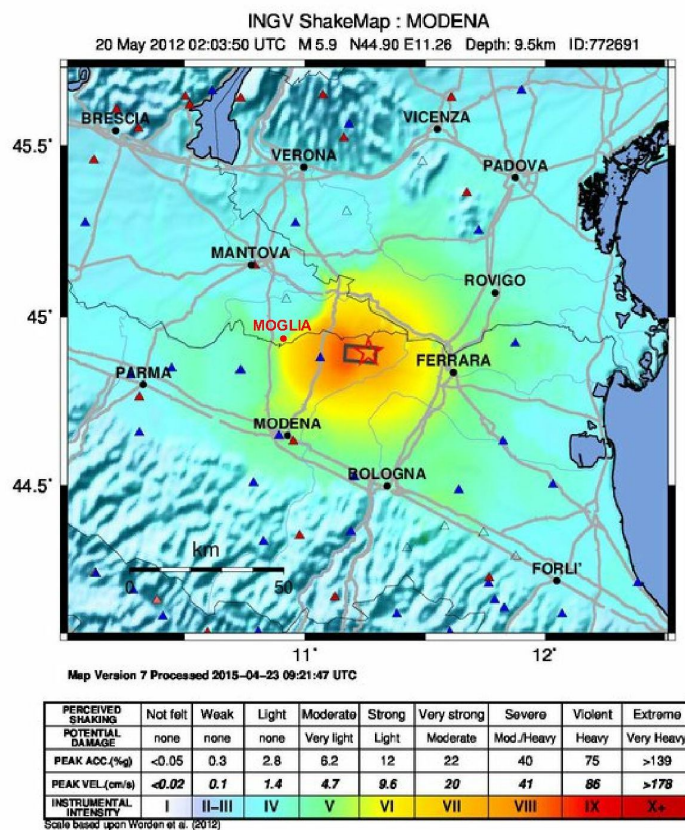 INGV ShakeMap : MODENA
20 May 2012 02:03:50 UTC M 5.9 N44.90 E11.26 Depth: 9.5km ID:772691
BRESCIA
VICENZA
VERONA
PADOVA
45.5˚
MANTOVA
ROVIGO
45˚
MOGLIA
FERRARA
PARMA
MODENA
44.5˚
BOLOGNA
km
0 50
FORLI'
11˚ 12˚
Map Version 7 Processed 2015-04-23 09:21:47 UTC
PERCEIVED SHAKING Not felt Weak Light Moderate Strong Very strong Severe Violent Extreme
POTENTIAL DAMAGE none none none Very light Light Moderate Mod./Heavy Heavy Very Heavy
PEAK ACC.(%g) <0.05 0.3 2.8 6.2 12 22 40 75 >139
PEAK VEL.(cm/s) <0.02 0.1 1.4 4.7 9.6 20 41 86 >178
INSTRUMENTAL INTENSITY I II-III IV V VI VII VIII IX X+
Scale based upon Worden et al. (2012)